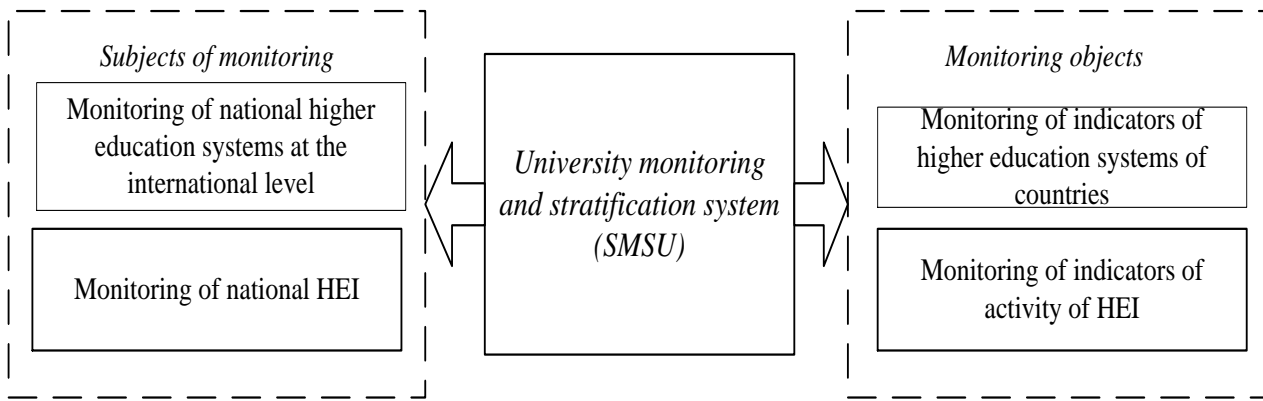 Subjects of monitoring
Monitoring of national higher
education systems at the
international level
Monitoring of national HEI
University monitoring
and stratification system
(SMSU)
Monitoring objects
Monitoring of indicators of
higher education systems of
countries
Monitoring of indicators of
activity of HEI